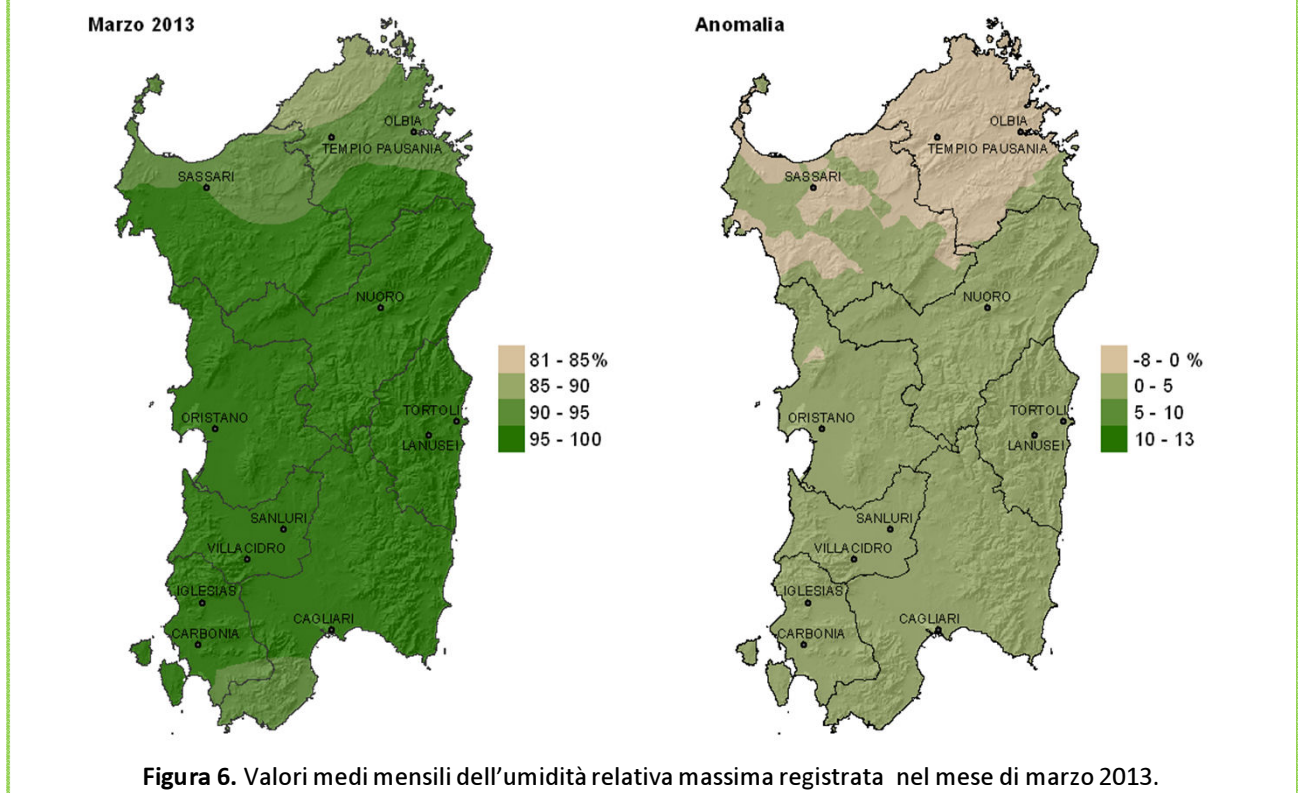 Marzo 2013
OLBIA
TEMPIO PAUSANIA
SASSARI
NUORO
ORISTANO
TORTOLI
LANUSEI
SANLURI
VILLACIDRO
IGLESIAS
CARBONIA
CAGLIARI
81 - 85%
85 - 90
90 - 95
95 - 100
Anomalia
OLBIA
TEMPIO PAUSANIA
SASSARI
NUORO
ORISTANO
TORTOLI
LANUSEI
SANLURI
VILLACIDRO
IGLESIAS
CARBONIA
CAGLIARI
-8 - 0 %
0 - 5
5 - 10
10 - 13
Figura 6. Valori medi mensili dell’umidità relativa massima registrata nel mese di marzo 2013.